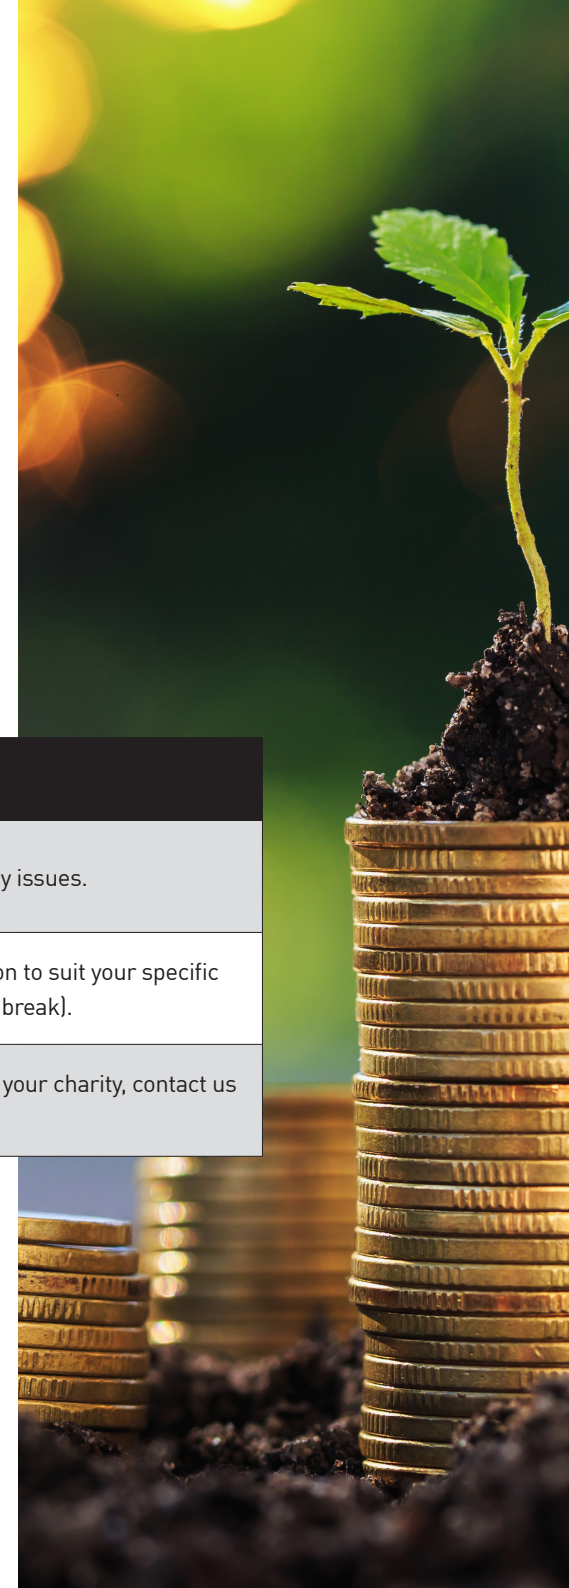 y issues.
on to suit your specific
break).
your charity, contact us